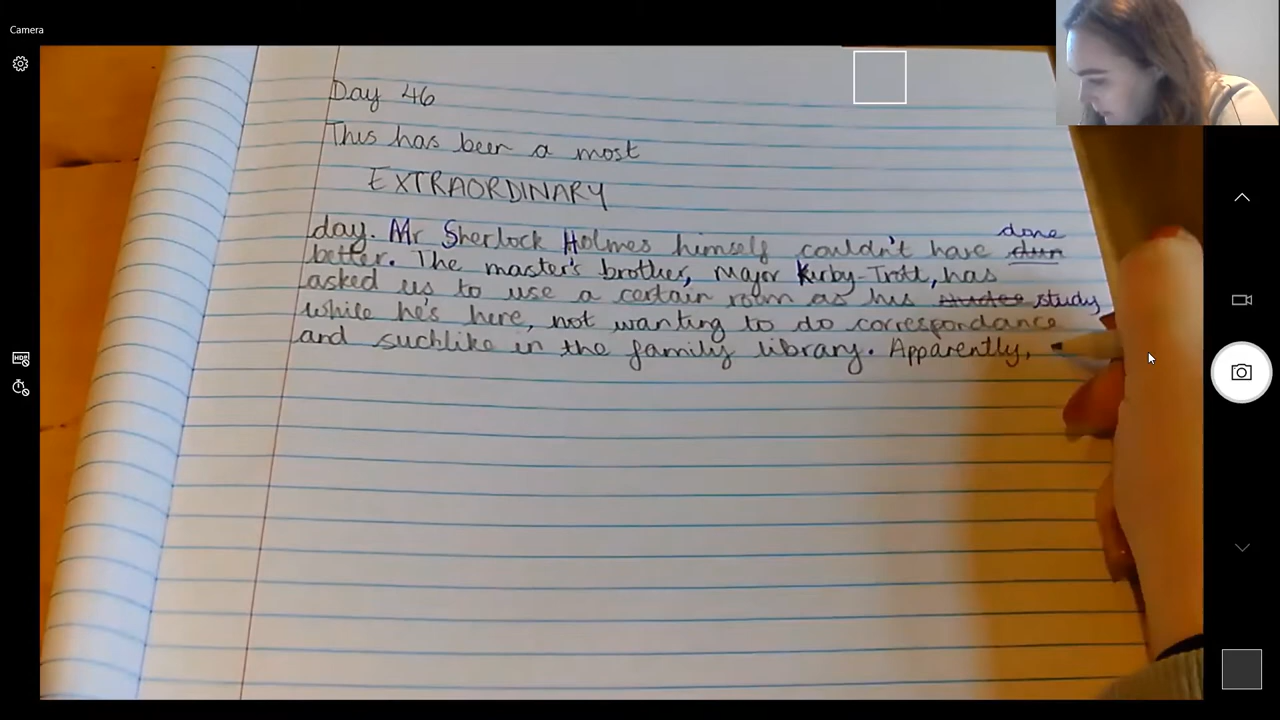 Camera
Day 46
This has been a most
EXTRAORDINARY
done
day. Mr Sherlock Holmes himself couldn't have dun
better. The master's brother, Major Kirby-Trott, has
asked us to use a certain room as his study,
while he's here, not wanting to do correspondance
and suchlike in the family library. Apparently,